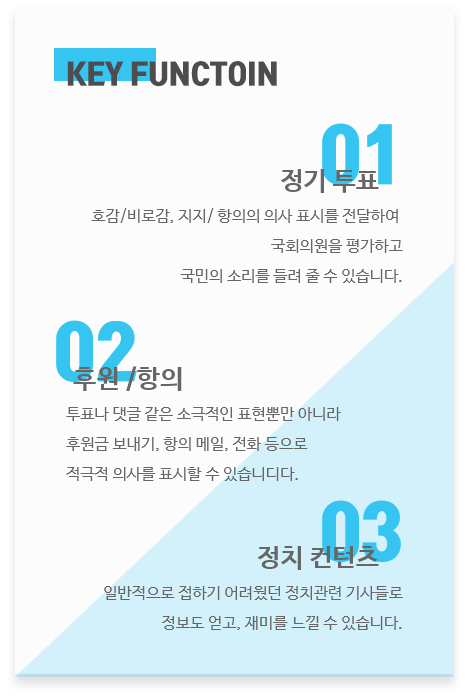 KEY FUNCTOIN
01
정기 투표
호감/비로감, 지지/ 항의의 의사 표시를 전달하여
국회의원을 평가하고
국민의 소리를 들려 줄 수 있습니다.
02
후원 /항의
투표나 댓글 같은 소극적인 표현뿐만 아니라
후원금 보내기, 항의 메일, 전화 등으로
적극적 의사를 표시할 수 있습니디다.
03
정치 컨턴츠
일반적으로 접하기 어려웠던 정치관련 기사들로
정보도 얻고, 재미를 느낄 수 있습니다.